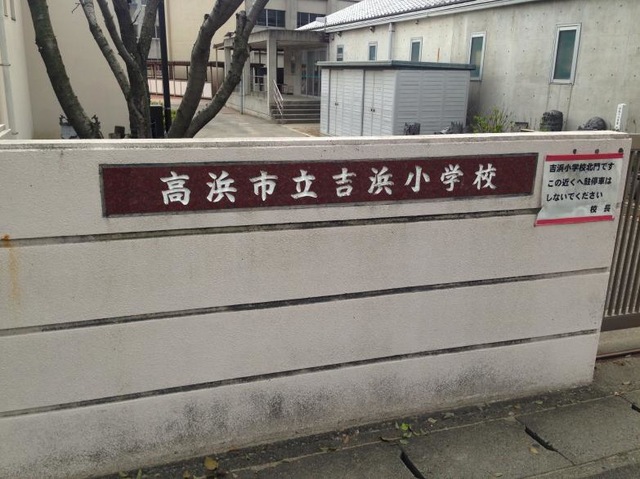 高浜市立吉浜小学校
吉浜小学校北門です
この近くへ駐停車は
しないでください
校長